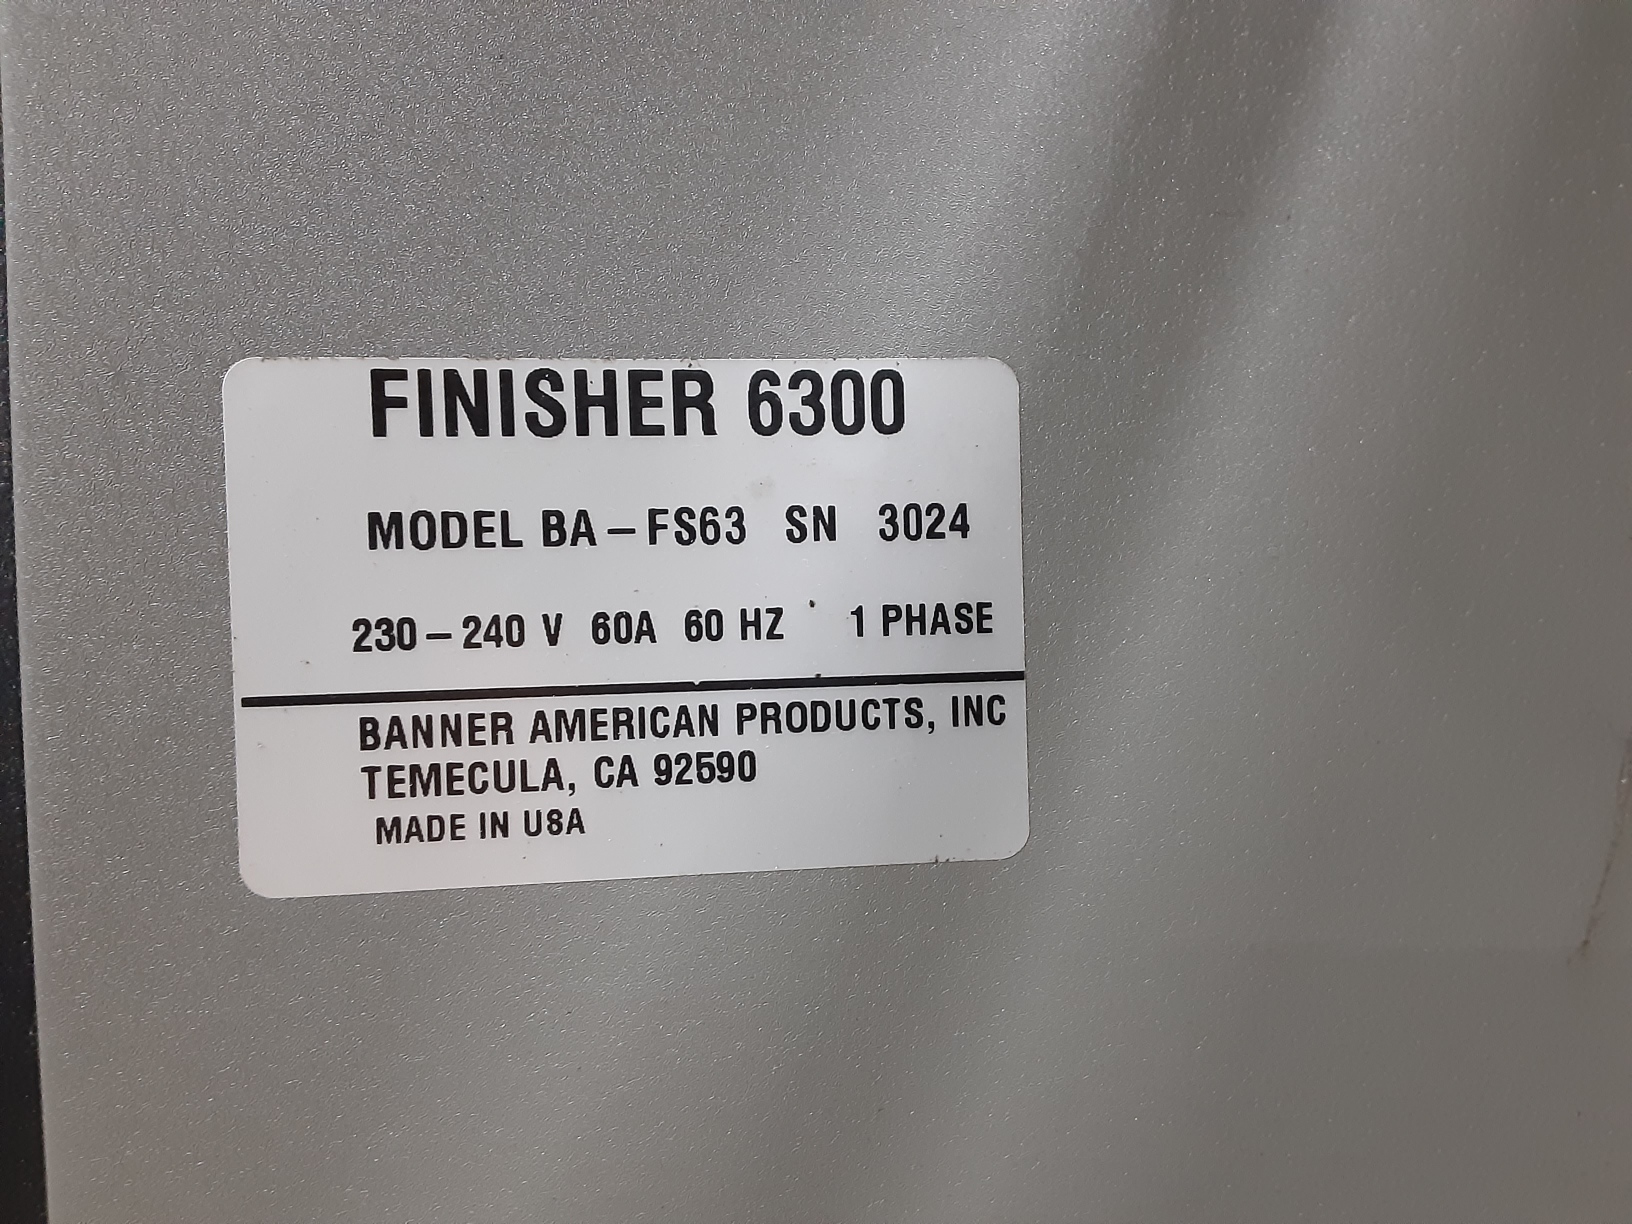 FINISHER 6300
MODEL BA-FS63 SN 3024
230-240 V 60A 60 HZ 1 PHASE
BANNER AMERICAN PRODUCTS, INC
TEMECULA, CA 92590
MADE IN USA